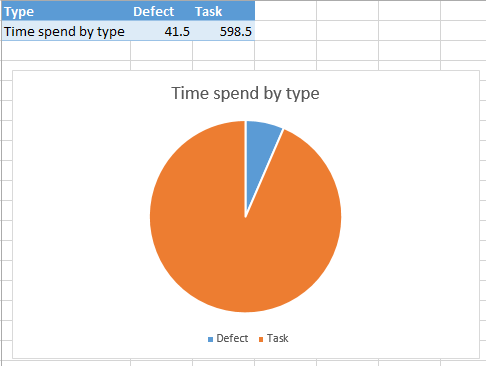 Type Defect Task
Time spend by type 41.5 598.5
Time spend by type
Defect Task